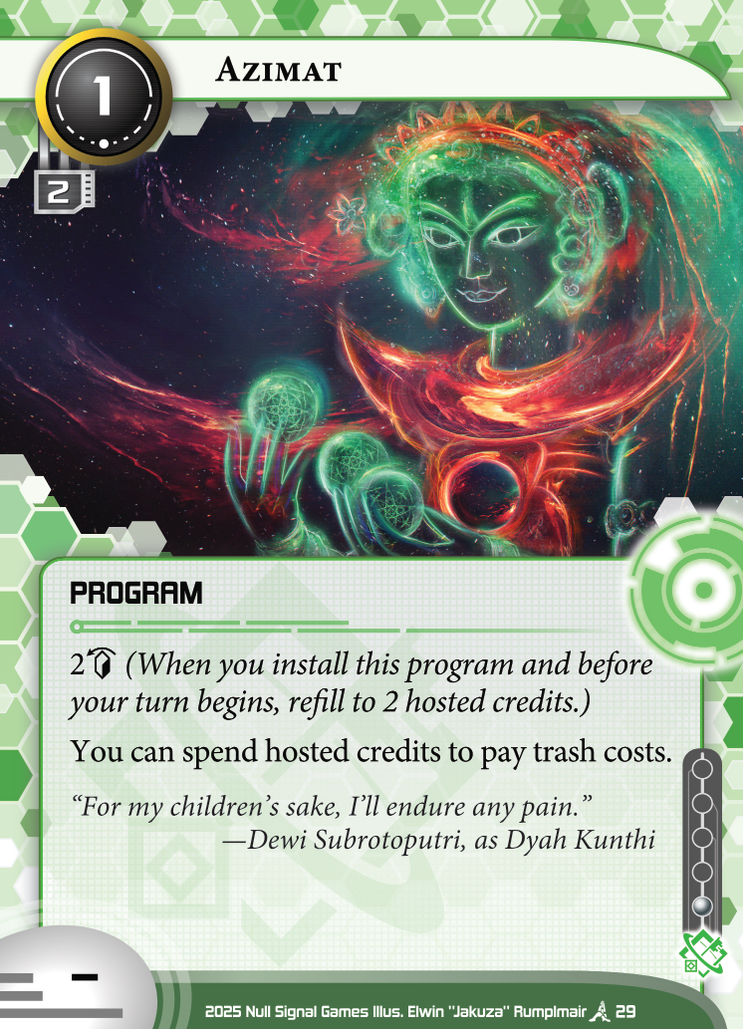 1
AZIMAT
2
PROGRAM
2 (When you install this program and before
your turn begins, refill to 2 hosted credits.)
You can spend hosted credits to pay trash costs.
“For my children’s sake, I’ll endure any pain.”
—Dewi Subrotoputri, as Dyah Kunthi
–
2025 Null Signal Games Illus. Elwin "Jakuza" Rumplmair 29